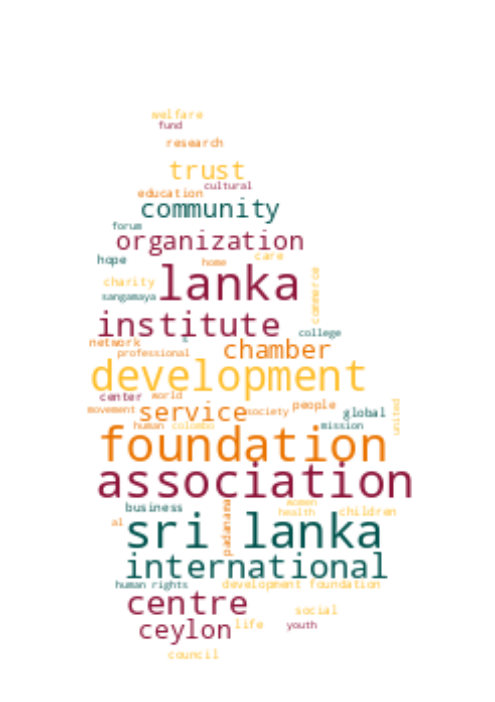 welfare
fund
research
trust
cultural
education
community
forum
organization
hope
home
care
charity
lanka
commerce
sangamaya
institute
college
network
s
chamber
professional
development
center
world
movement
service
society
people
global
united
human
colombo
mission
foundation
association
business
women
health
children
al
padanama
sri lanka
international
human rights
development foundation
centre
social
ceylon
life
youth
council